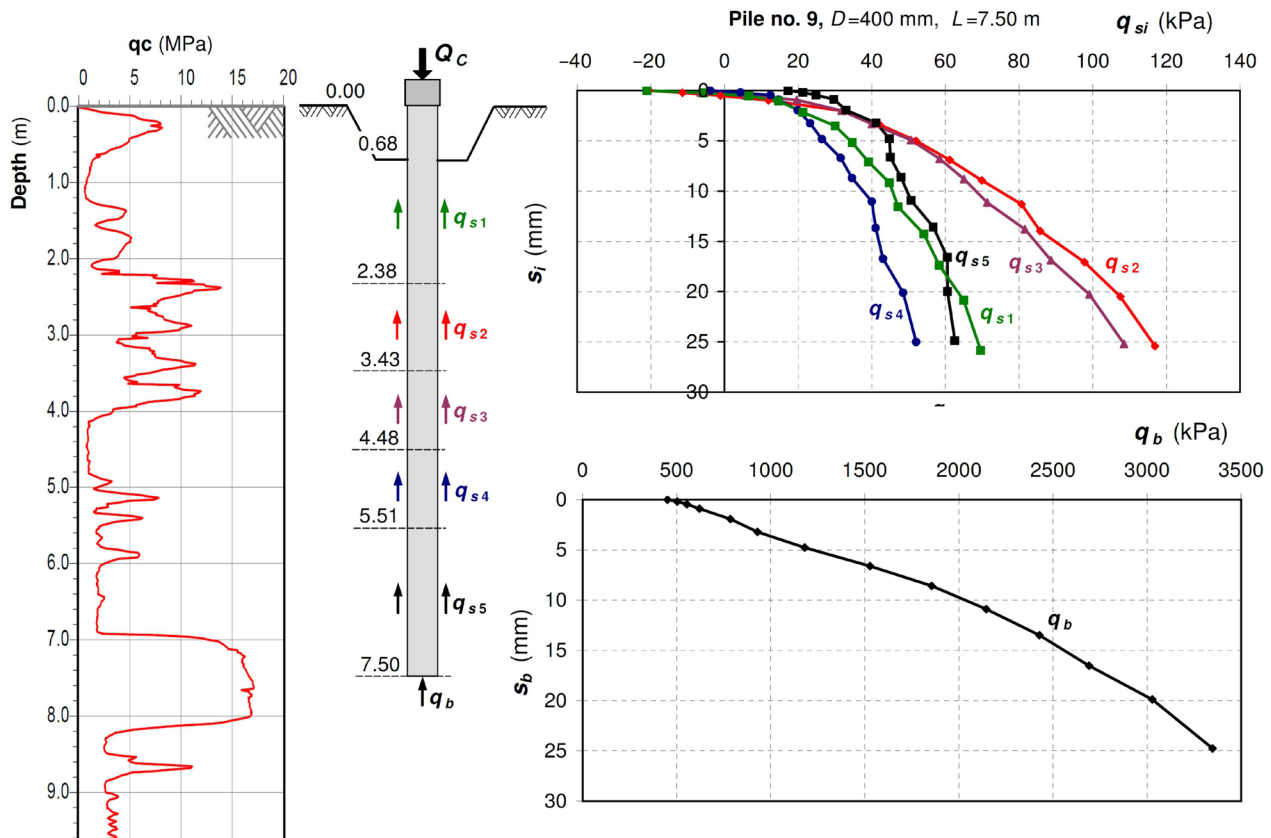 qc (MPa)
0 5 10 15 20
Depth (m)
0.0
1.0
2.0
3.0
4.0
5.0
6.0
7.0
8.0
9.0
Q C
0.00
0.68
q s1
2.38
q s2
3.43
q s3
4.48
q s4
5.51
q s5
7.50
q b
Pile no. 9, D=400 mm, L=7.50 m
q si (kPa)
−40 −20 0 20 40 60 80 100 120 140
s i (mm)
0
5
10
15
20
25
30
q s5
q s3
q s2
q s4
q s1
q b (kPa)
0 500 1000 1500 2000 2500 3000 3500
s b (mm)
0
5
10
15
20
25
30
q b